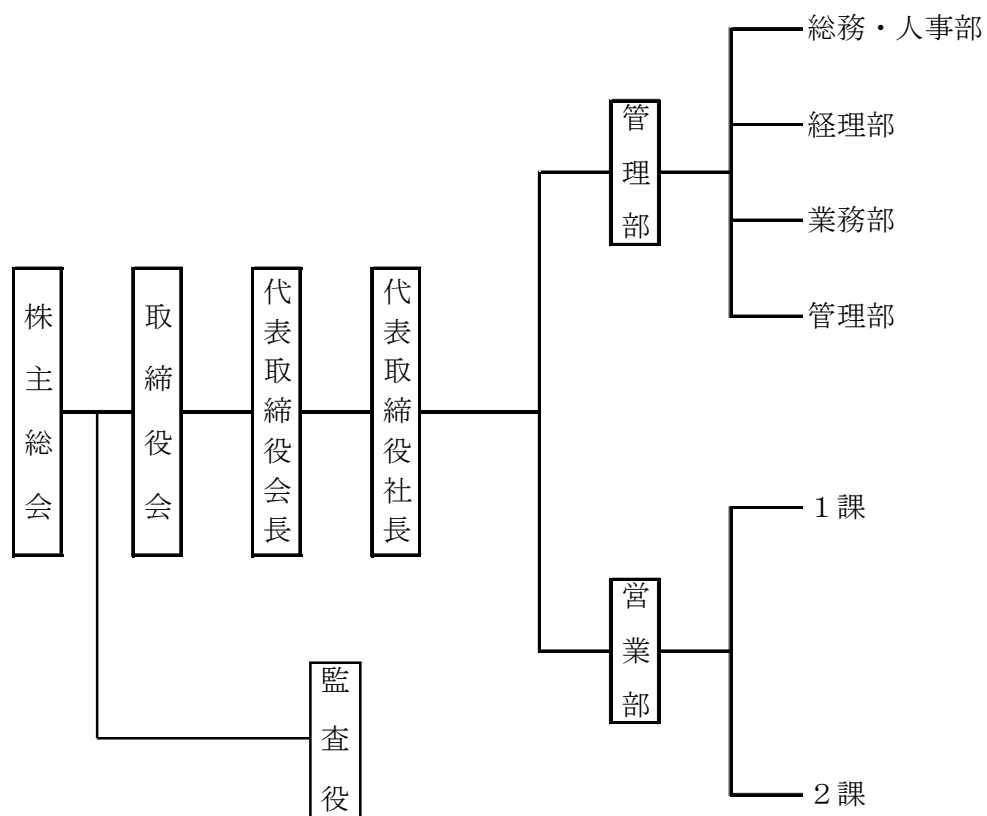 株主総会
取締役会
代表取締役会長
代表取締役社長
監査役
管理部
総務・人事部
経理部
業務部
管理部
営業部
１課
２課